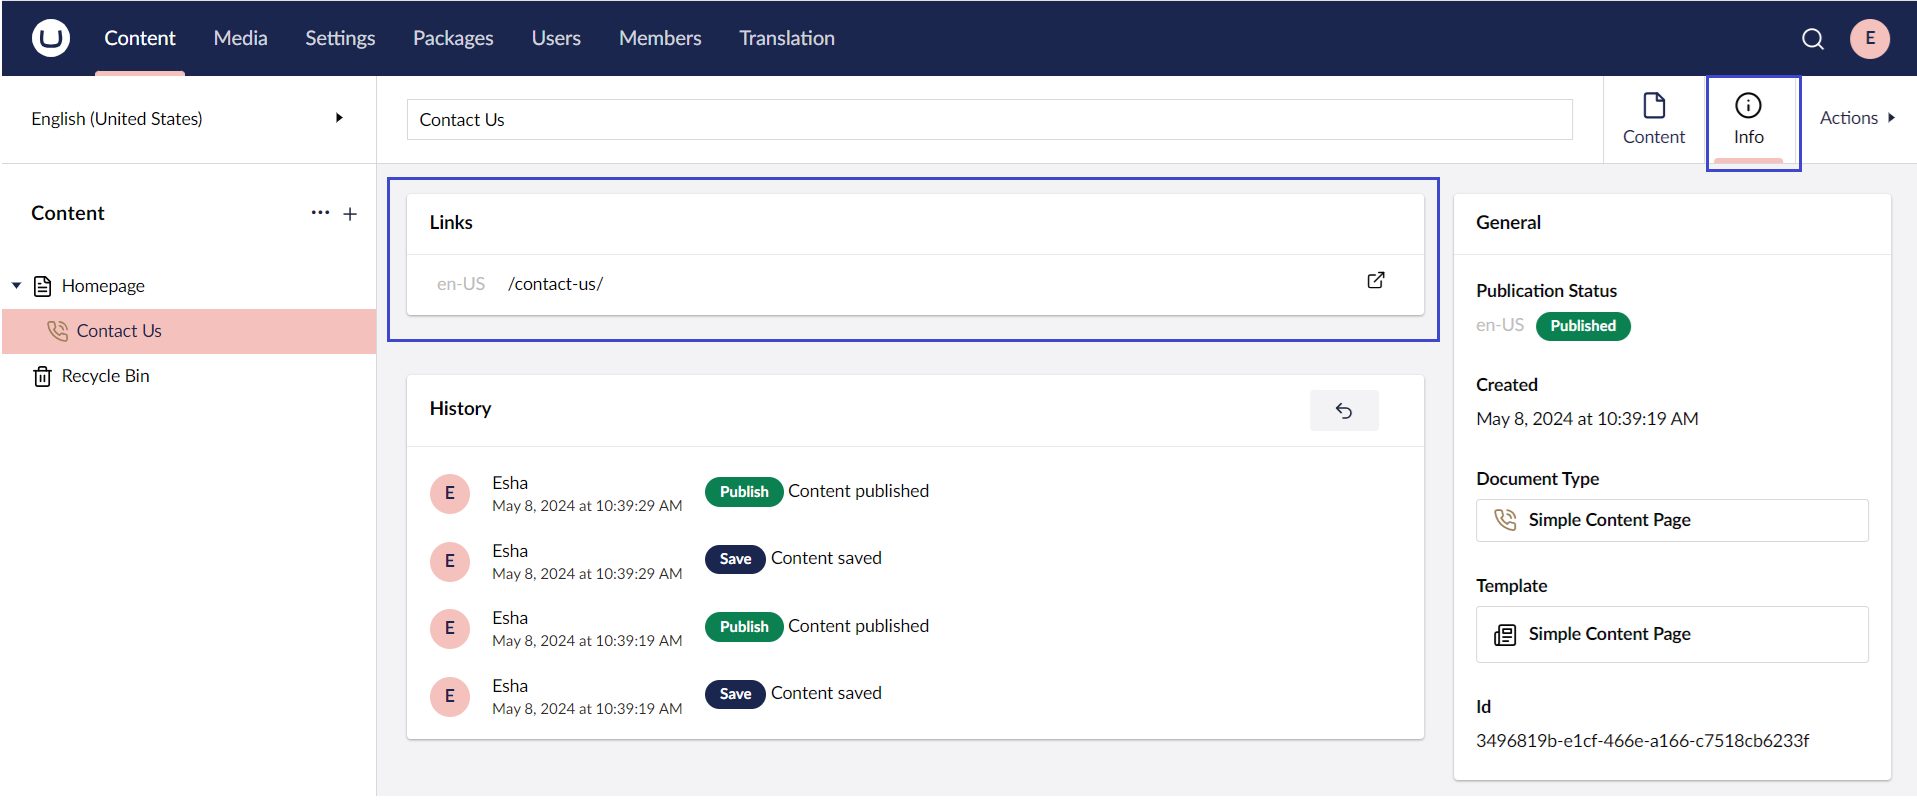 Content Media Settings Packages Users Members Translation E
English (United States)
Contact Us
Content
Info
Actions
Content
Homepage
Contact Us
Recycle Bin
Links
en-US /contact-us/
History
E Esha
May 8, 2024 at 10:39:29 AM
Publish Content published
E Esha
May 8, 2024 at 10:39:29 AM
Save Content saved
E Esha
May 8, 2024 at 10:39:19 AM
Publish Content published
E Esha
May 8, 2024 at 10:39:19 AM
Save Content saved
General
Publication Status
en-US Published
Created
May 8, 2024 at 10:39:19 AM
Document Type
Simple Content Page
Template
Simple Content Page
Id
3496819b-e1cf-466e-a166-c7518cb6233f